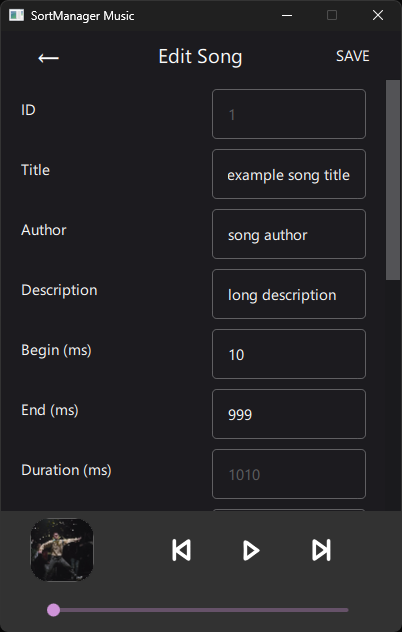 SortManager Music
Edit Song
SAVE
ID
1
Title
example song title
Author
song author
Description
long description
Begin (ms)
10
End (ms)
999
Duration (ms)
1010